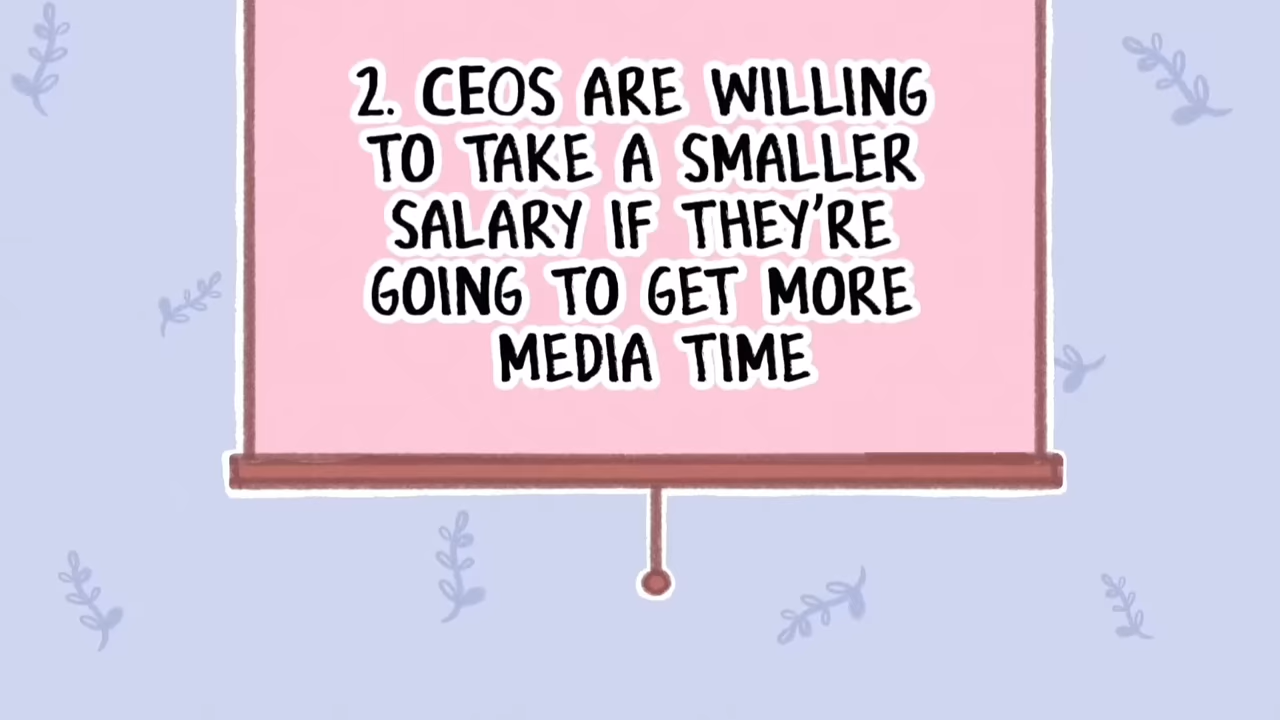 2. CEOS ARE WILLING
TO TAKE A SMALLER
SALARY IF THEY'RE
GOING TO GET MORE
MEDIA TIME